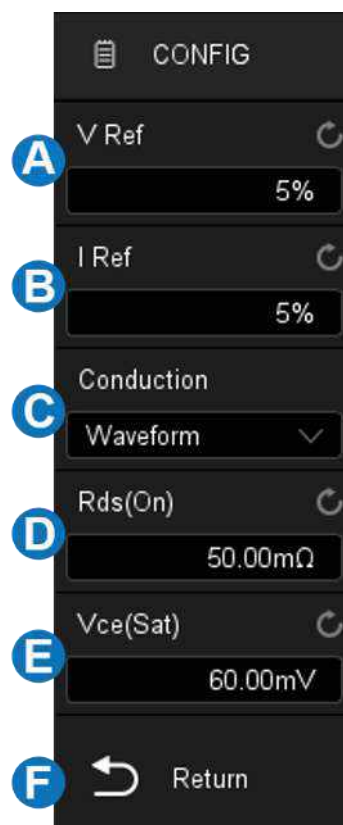 CONFIG
A
V Ref
5%
B
I Ref
5%
C
Conduction
Waveform
D
Rds(On)
50.00mΩ
E
Vce(Sat)
60.00mV
F
Return